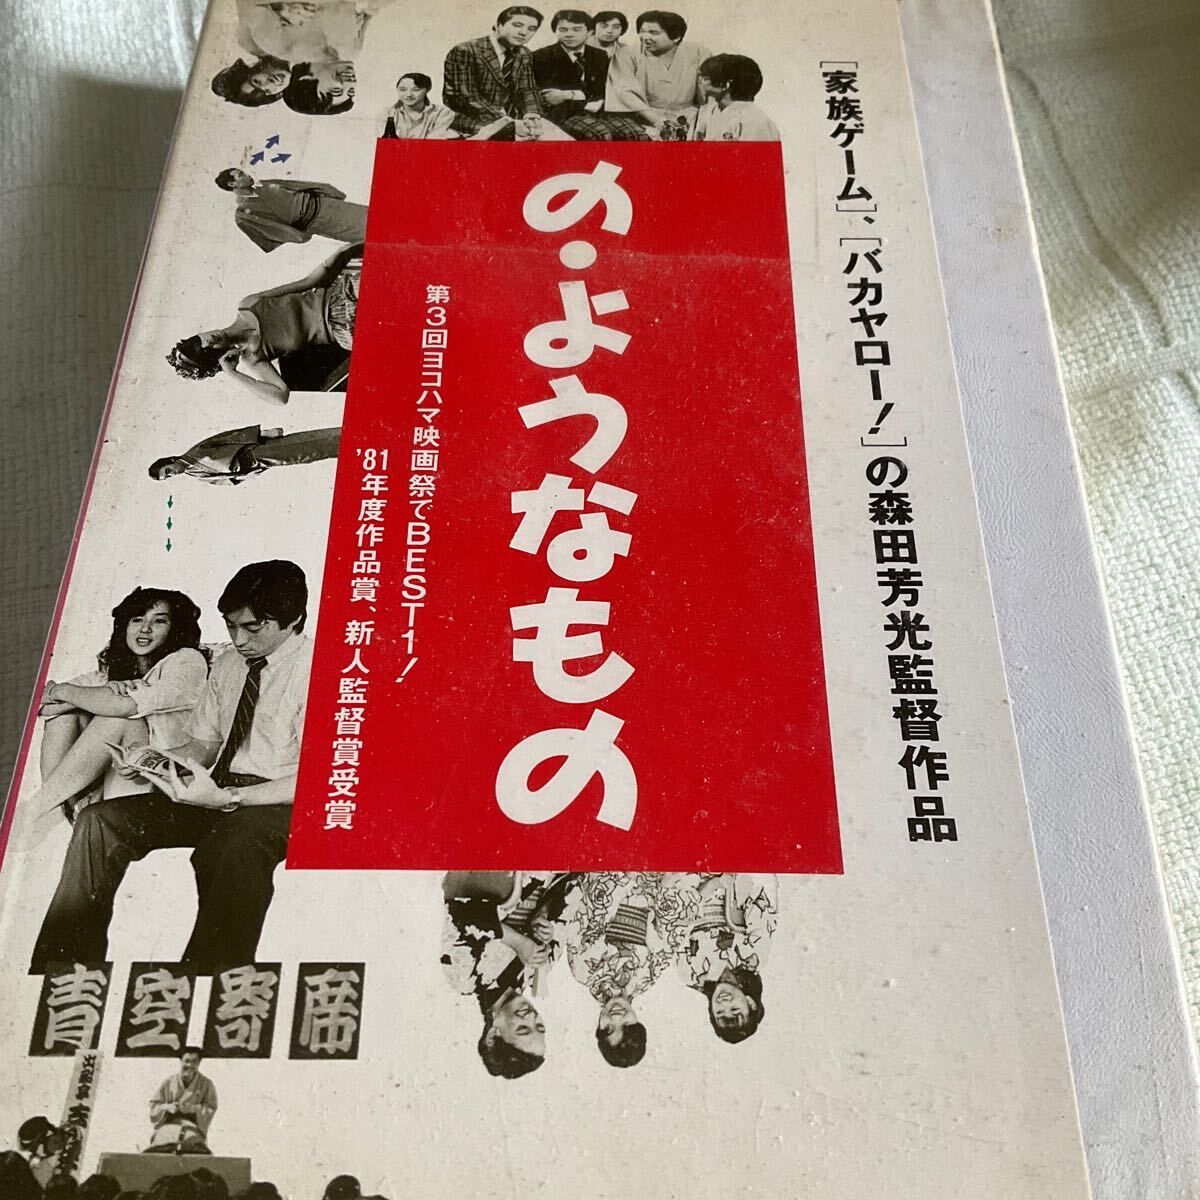 ［家族ゲーム］、［バカヤロー！］の森田芳光監督作品
の・ようなもの
第3回ヨコハマ映画祭でBEST1！
'81年度作品賞、新人監督賞受賞
青空寄席